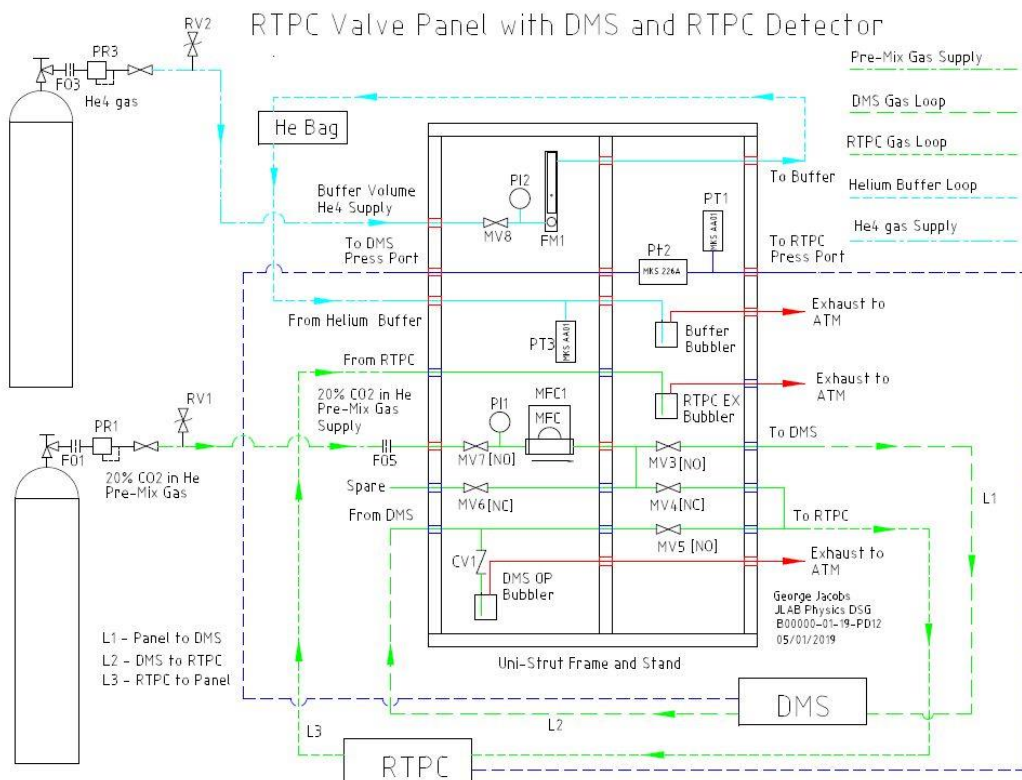 RTPC Valve Panel with DMS and RTPC Detector
RV2
PR3
FO3
He4 gas
Pre-Mix Gas Supply
DMS Gas Loop
RTPC Gas Loop
Helium Buffer Loop
He4 gas Supply
He Bag
Buffer Volume
He4 Supply
PI2
MV8
FM1
To Buffer
PT1
MKS AA01
To DMS
Press Port
Pt2
MKS 226A
To RTPC
Press Port
From Helium Buffer
PT3
MKS AA01
Buffer
Bubbler
Exhaust to
ATM
From RTPC
RTPC EX
Bubbler
Exhaust to
ATM
RV1
PR1
FO1
20% CO2 in He
Pre-Mix Gas
20% CO2 in He
Pre-Mix Gas
Supply
FO5
PI1
MV7[NO]
MFC1
MFC
MV3[NO]
To DMS
Spare
MV6[NC]
MV4[NC]
L1
From DMS
MV5 [NO]
To RTPC
CV1
DMS OP
Bubbler
Exhaust to
ATM
George Jacobs
JLAB Physics DSG
B00000-01-19-PD12
05/01/2019
L1 - Panel to DMS
L2 - DMS to RTPC
L3 - RTPC to Panel
Uni-Strut Frame and Stand
DMS
L2
L3
RTPC